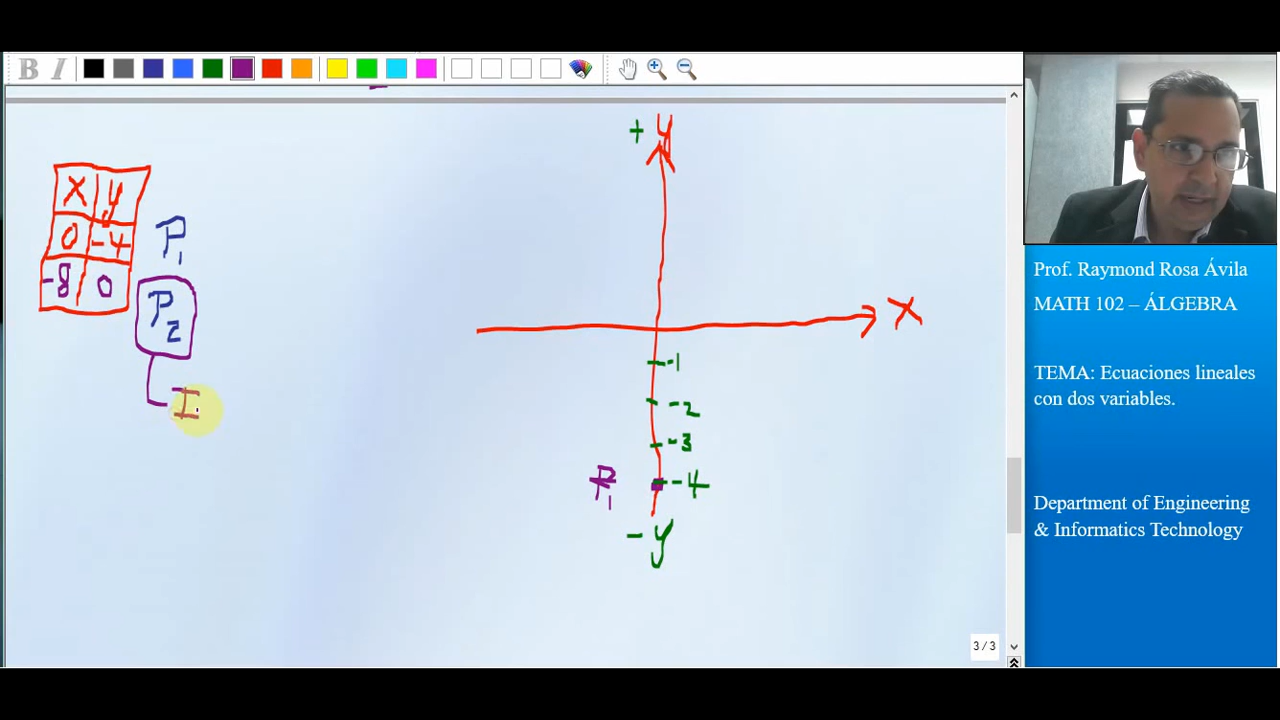 B I
x y
0 -4 P1
-8 0 P2
I
+ y
x
-1
-2
-3
P1 -4
- y
3 / 3
Prof. Raymond Rosa Ávila
MATH 102 – ÁLGEBRA
TEMA: Ecuaciones lineales
con dos variables.
Department of Engineering
& Informatics Technology